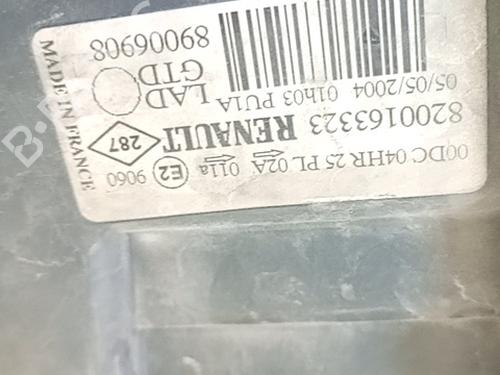 00DC 04HR 25 PL 02A 011a E2 9060
8200163323 RENAULT 287
05/05/2004 01h03 PU1A
LAD
GTD
89006908
MADE IN FRANCE